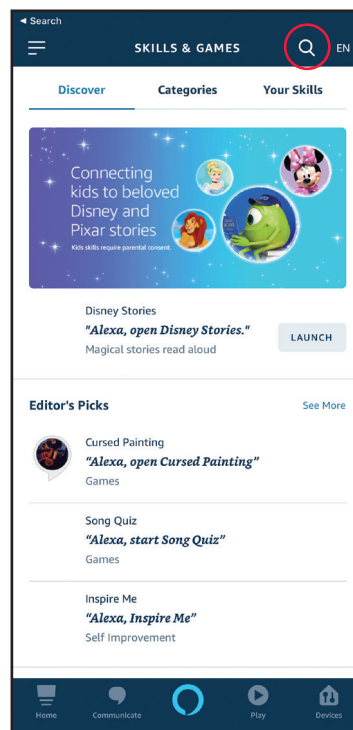 ◄ Search
SKILLS & GAMES
EN
Discover
Categories
Your Skills
Connecting
kids to beloved
Disney and
Pixar stories
Kids skills require parental consent.
Disney Stories
"Alexa, open Disney Stories."
Magical stories read aloud
LAUNCH
Editor's Picks
See More
Cursed Painting
“Alexa, open Cursed Painting”
Games
Song Quiz
“Alexa, start Song Quiz”
Games
Inspire Me
“Alexa, Inspire Me”
Self Improvement
Home
Communicate
Play
Devices